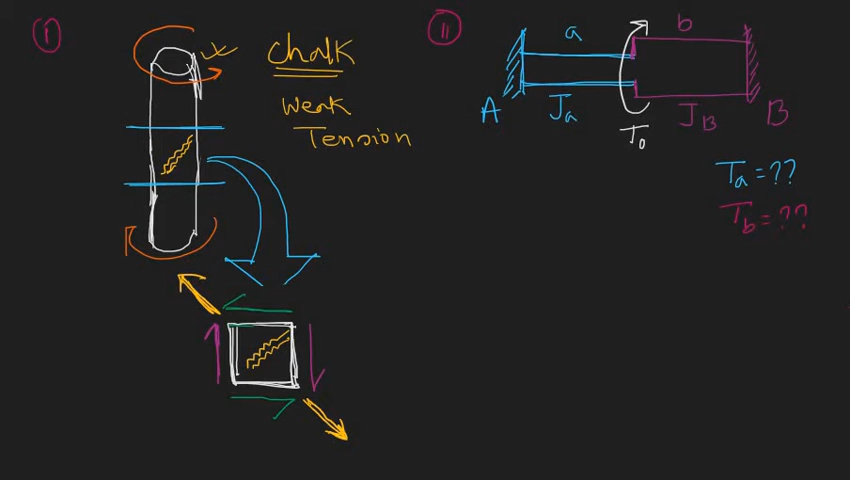 I
Chalk
Weak
Tension
II
a
b
A
Ja
T0
JB
B
Ta = ??
Tb = ??